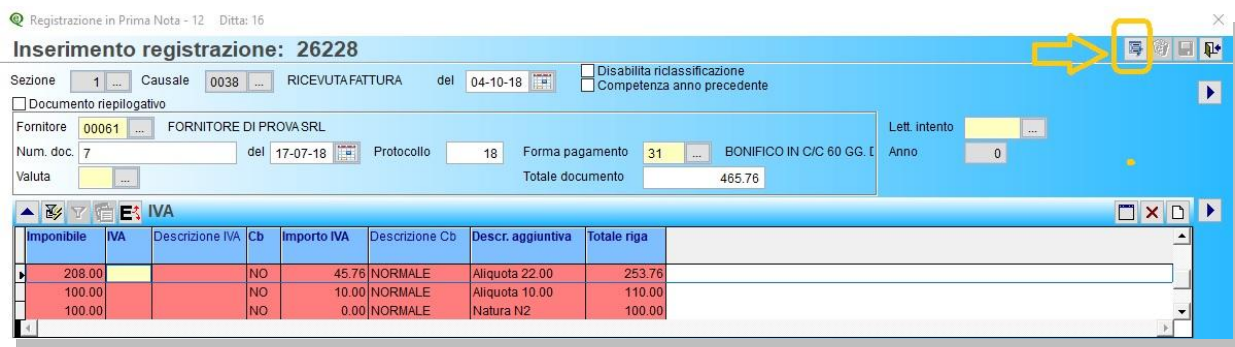 Registrazione in Prima Nota - 12 Ditta: 16
Inserimento registrazione: 26228
Sezione 1 ... Causale 0038 ... RICEVUTA FATTURA del 04-10-18 Disabilita riclassificazione
Competenza anno precedente
Documento riepilogativo
Fornitore 00061 ... FORNITORE DI PROVA SRL Lett. intento ...
Num. doc. 7 del 17-07-18 Protocollo 18 Forma pagamento 31 ... BONIFICO IN C/C 60 GG. Anno 0
Valuta ... Totale documento 465.76
IVA
Imponibile IVA Descrizione IVA Cb Importo IVA Descrizione Cb Descr. aggiuntiva Totale riga
208.00 NO 45.76 NORMALE Aliquota 22.00 253.76
100.00 NO 10.00 NORMALE Aliquota 10.00 110.00
100.00 NO 0.00 NORMALE Natura N2 100.00